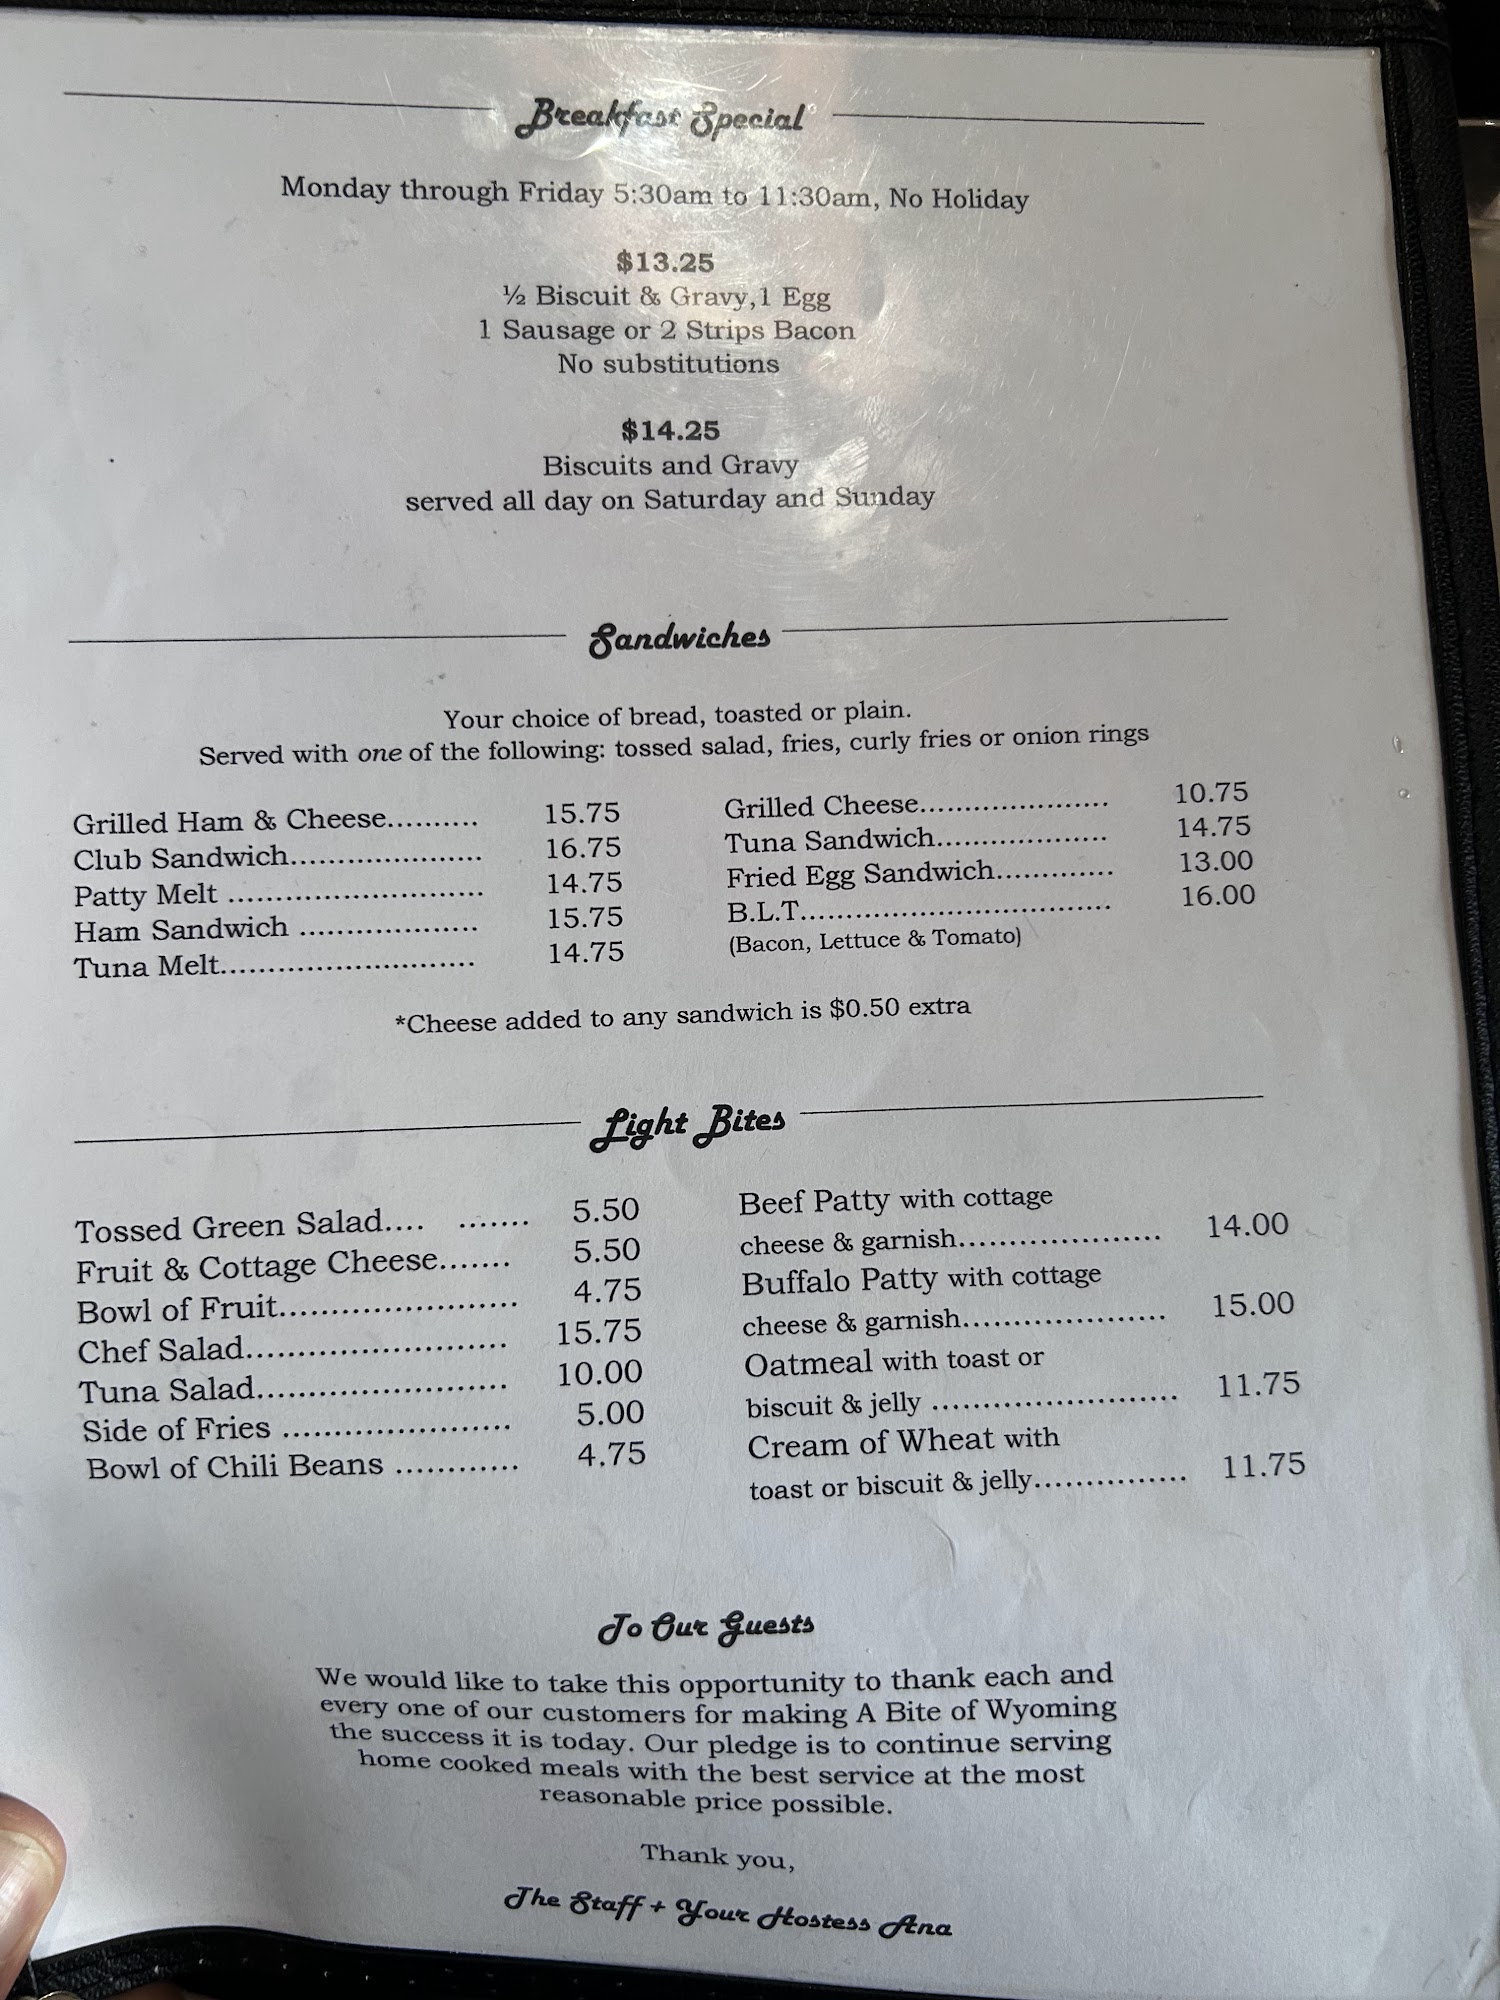 Breakfast Special
Monday through Friday 5:30am to 11:30am, No Holiday
$13.25
½ Biscuit & Gravy,1 Egg
1 Sausage or 2 Strips Bacon
No substitutions
$14.25
Biscuits and Gravy
served all day on Saturday and Sunday
Sandwiches
Your choice of bread, toasted or plain.
Served with one of the following: tossed salad, fries, curly fries or onion rings
Grilled Ham & Cheese.......... 15.75
Club Sandwich...................... 16.75
Patty Melt ........................... 14.75
Ham Sandwich ................... 15.75
Tuna Melt........................... 14.75
Grilled Cheese...................... 10.75
Tuna Sandwich.................... 14.75
Fried Egg Sandwich............. 13.00
B.L.T.................................. 16.00
(Bacon, Lettuce & Tomato)
*Cheese added to any sandwich is $0.50 extra
Light Bites
Tossed Green Salad.... ....... 5.50
Fruit & Cottage Cheese....... 5.50
Bowl of Fruit......................... 4.75
Chef Salad........................... 15.75
Tuna Salad.......................... 10.00
Side of Fries ........................ 5.00
Bowl of Chili Beans ............. 4.75
Beef Patty with cottage
cheese & garnish..................... 14.00
Buffalo Patty with cottage
cheese & garnish..................... 15.00
Oatmeal with toast or
biscuit & jelly ......................... 11.75
Cream of Wheat with
toast or biscuit & jelly................ 11.75
To Our Guests
We would like to take this opportunity to thank each and
every one of our customers for making A Bite of Wyoming
the success it is today. Our pledge is to continue serving
home cooked meals with the best service at the most
reasonable price possible.
Thank you,
The Staff + Your Hostess Ana